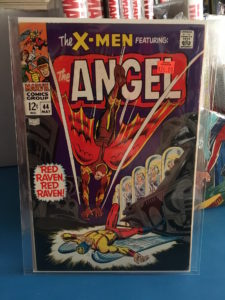 The X-MEN FEATURING:
The ANGEL
MARVEL
COMICS
GROUP
12¢
44
MAY
RED
RAVEN,
RED
RAVEN!